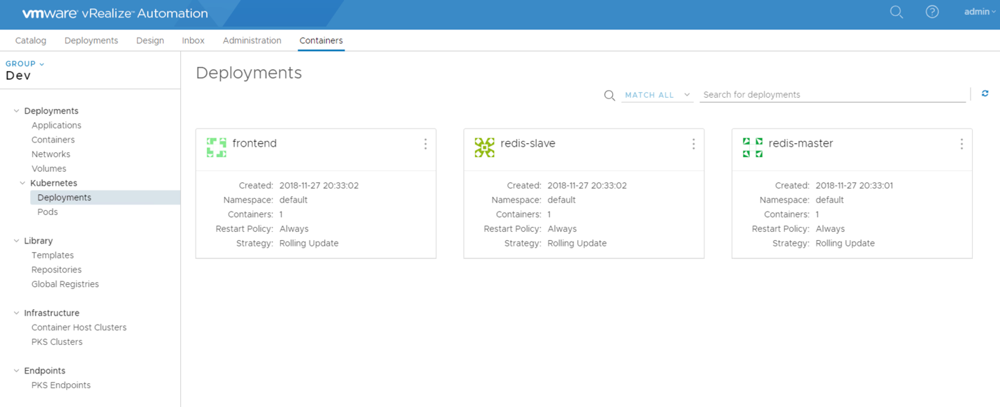 vmware vRealize™ Automation
admin
Catalog Deployments Design Inbox Administration Containers
GROUP
Dev
Deployments
Applications
Containers
Networks
Volumes
Kubernetes
Deployments
Pods
Library
Templates
Repositories
Global Registries
Infrastructure
Container Host Clusters
PKS Clusters
Endpoints
PKS Endpoints
Deployments
MATCH ALL Search for deployments
frontend
Created: 2018-11-27 20:33:02
Namespace: default
Containers: 1
Restart Policy: Always
Strategy: Rolling Update
redis-slave
Created: 2018-11-27 20:33:02
Namespace: default
Containers: 1
Restart Policy: Always
Strategy: Rolling Update
redis-master
Created: 2018-11-27 20:33:01
Namespace: default
Containers: 1
Restart Policy: Always
Strategy: Rolling Update